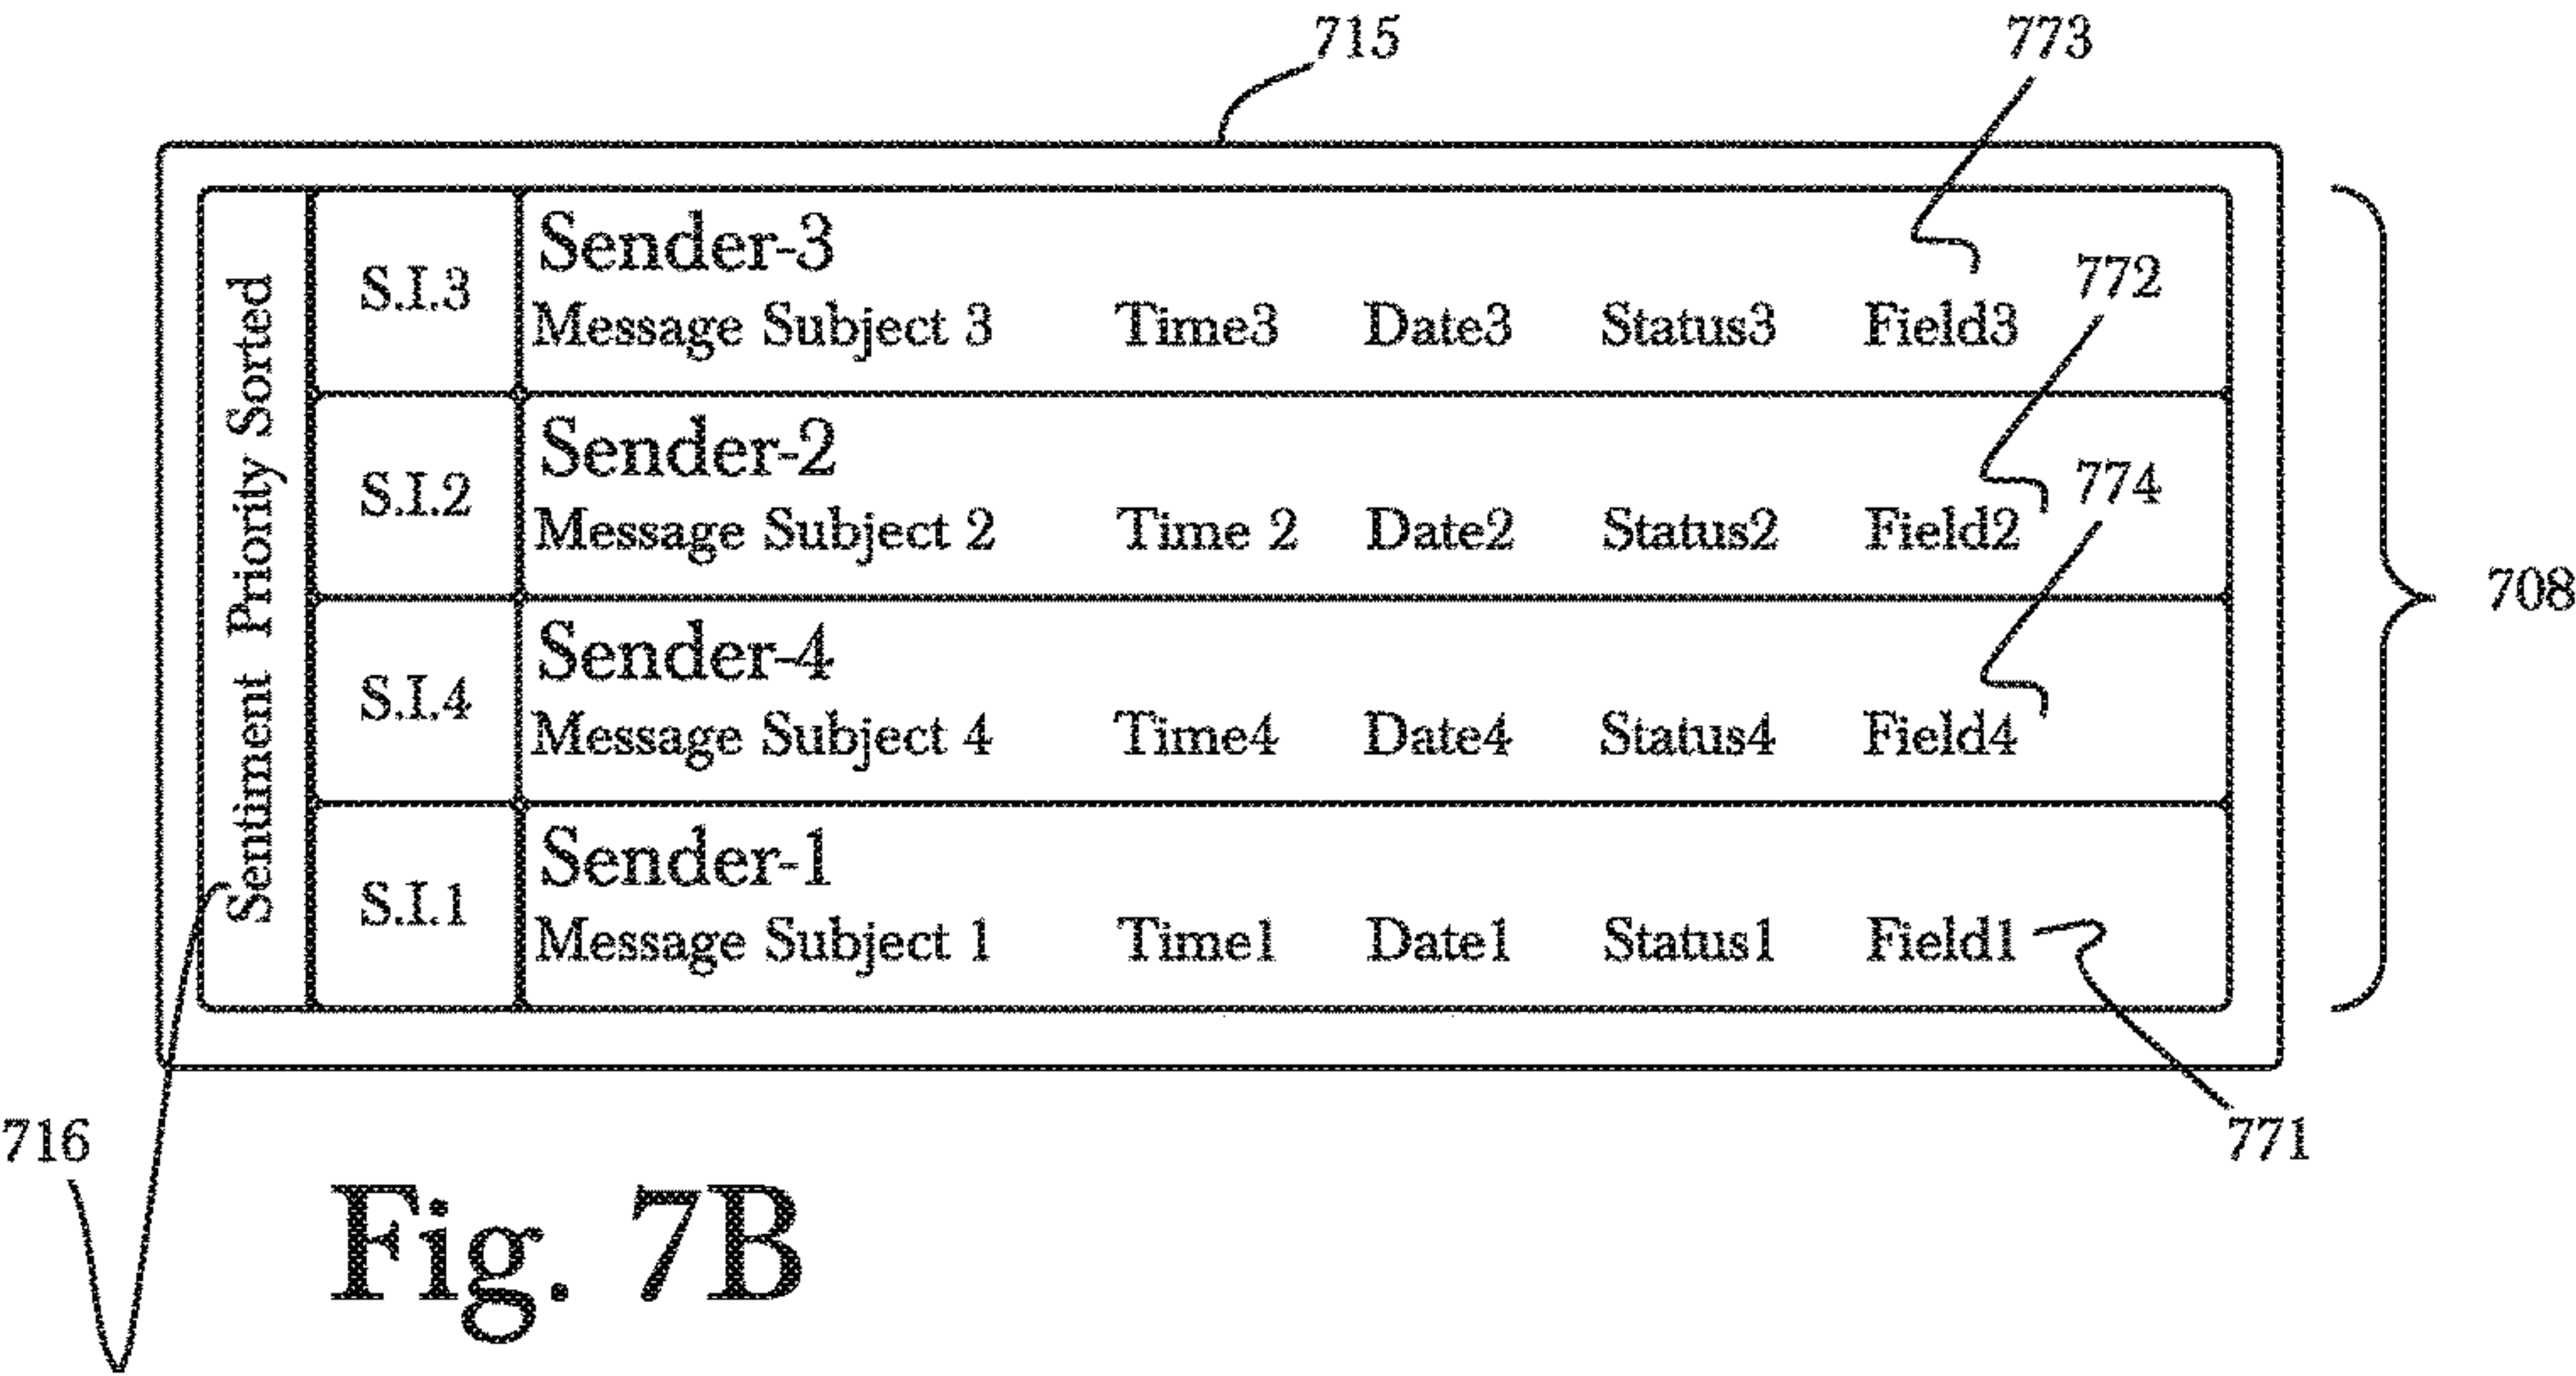 715
773
Sentiment Priority Sorted
S.I.3
Sender-3
Message Subject 3 Time3 Date3 Status3 Field3
772
S.I.2
Sender-2
Message Subject 2 Time 2 Date2 Status2 Field2
774
708
S.I.4
Sender-4
Message Subject 4 Time4 Date4 Status4 Field4
S.I.1
Sender-1
Message Subject 1 Time1 Date1 Status1 Field1
716
771
Fig. 7B